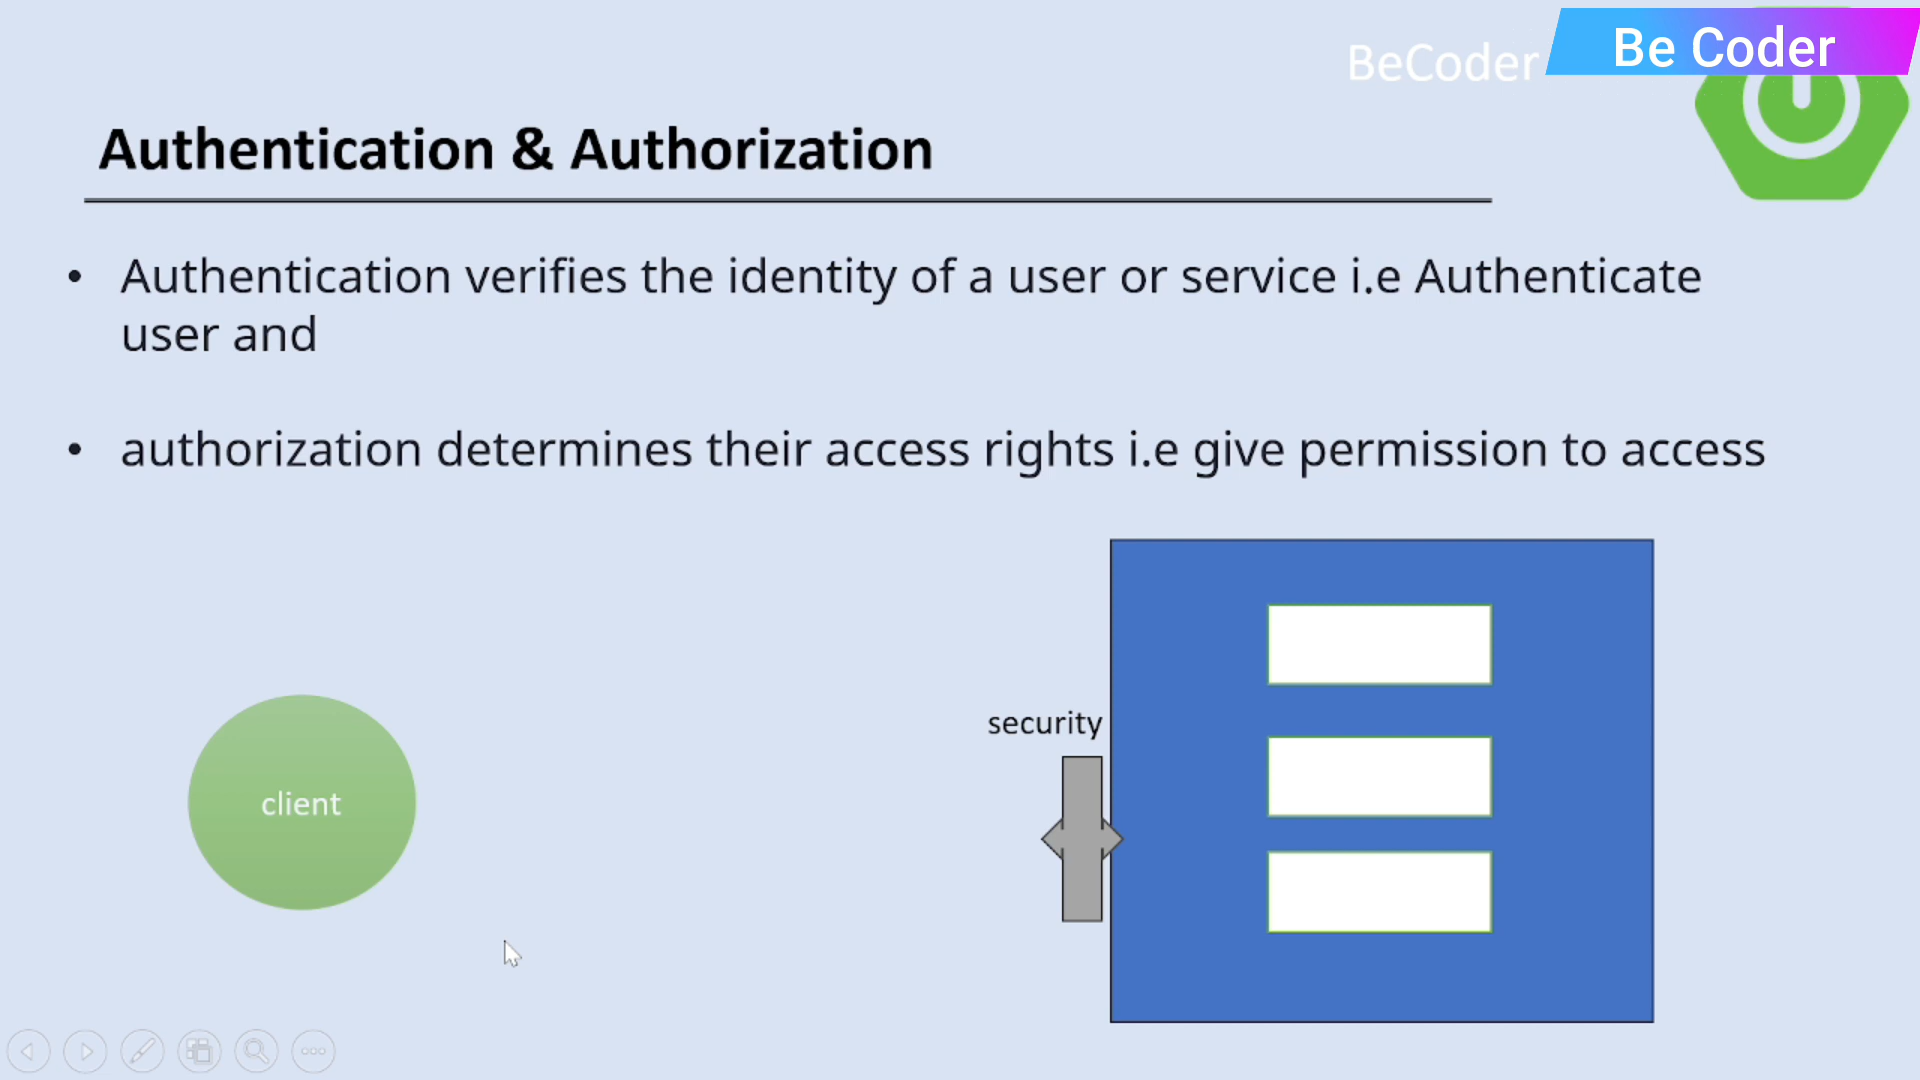 BeCoder
Be Coder
Authentication & Authorization
• Authentication verifies the identity of a user or service i.e Authenticate
user and
• authorization determines their access rights i.e give permission to access
security
client